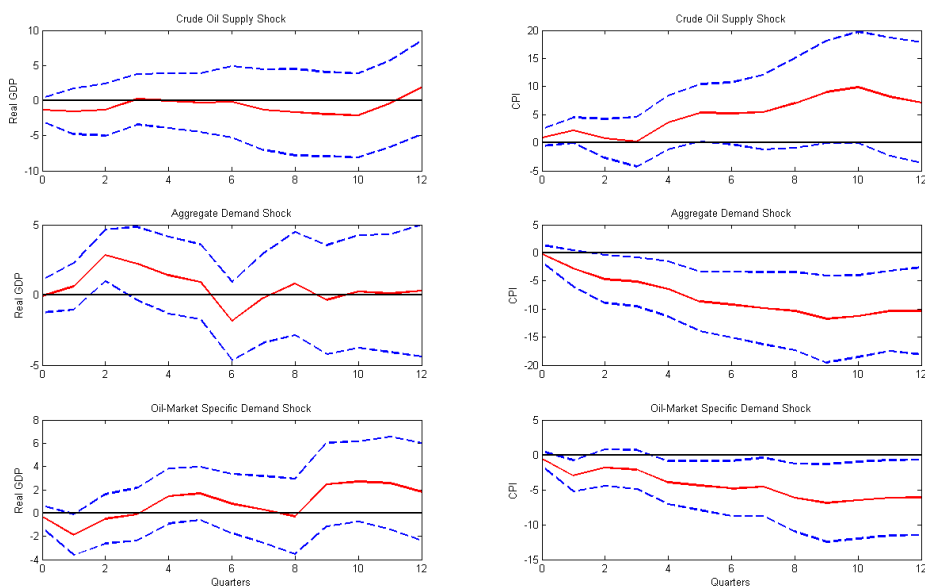 Crude Oil Supply Shock
Real GDP
10
5
0
-5
-10
0 2 4 6 8 10 12
Crude Oil Supply Shock
CPI
20
15
10
5
0
-5
0 2 4 6 8 10 12
Aggregate Demand Shock
Real GDP
5
0
-5
0 2 4 6 8 10 12
Aggregate Demand Shock
CPI
5
0
-5
-10
-15
-20
0 2 4 6 8 10 12
Oil-Market Specific Demand Shock
Real GDP
8
6
4
2
0
-2
-4
0 2 4 6 8 10 12
Quarters
Oil-Market Specific Demand Shock
CPI
5
0
-5
-10
-15
0 2 4 6 8 10 12
Quarters